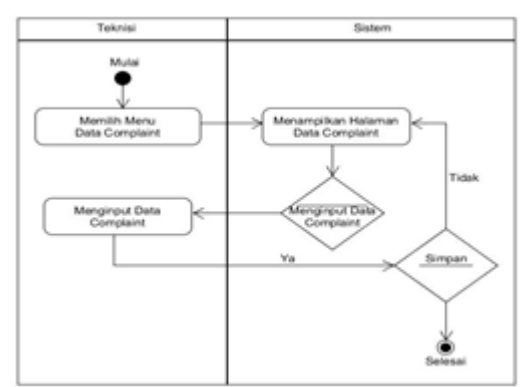 Teknisi
Sistem
Mulai
Memilih Menu
Data Complaint
Menampilkan Halaman
Data Complaint
Tidak
Menginput Data
Complaint
Menginput Data
Complaint
Ya
Simpan
Selesai